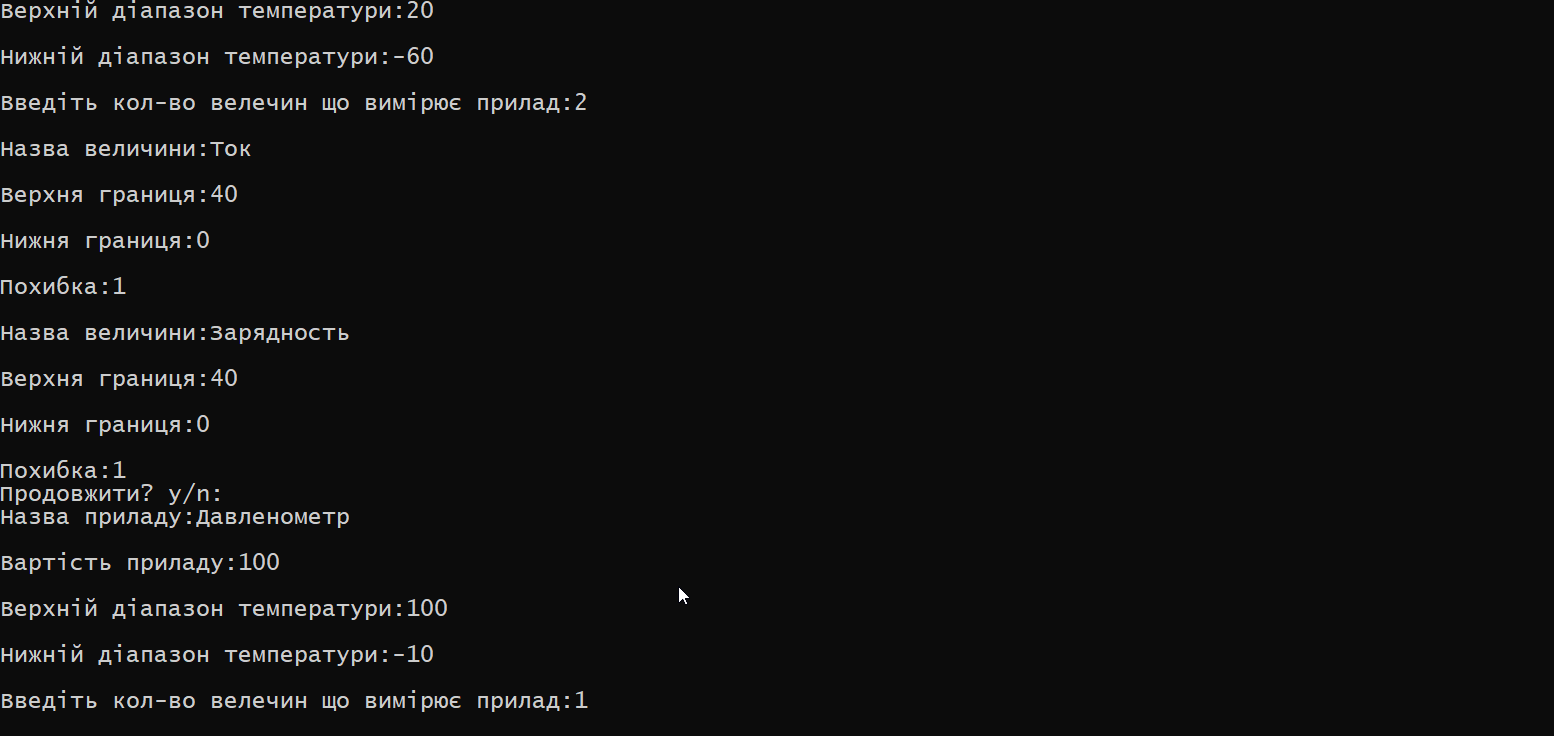 Верхній діапазон температури:20
Нижній діапазон температури:-60
Введіть кол-во велечин що вимірює прилад:2
Назва величини:Ток
Верхня границя:40
Нижня границя:0
Похибка:1
Назва величини:Зарядность
Верхня границя:40
Нижня границя:0
Похибка:1
Продовжити? y/n:
Назва приладу:Давленометр
Вартість приладу:100
Верхній діапазон температури:100
Нижній діапазон температури:-10
Введіть кол-во велечин що вимірює прилад:1